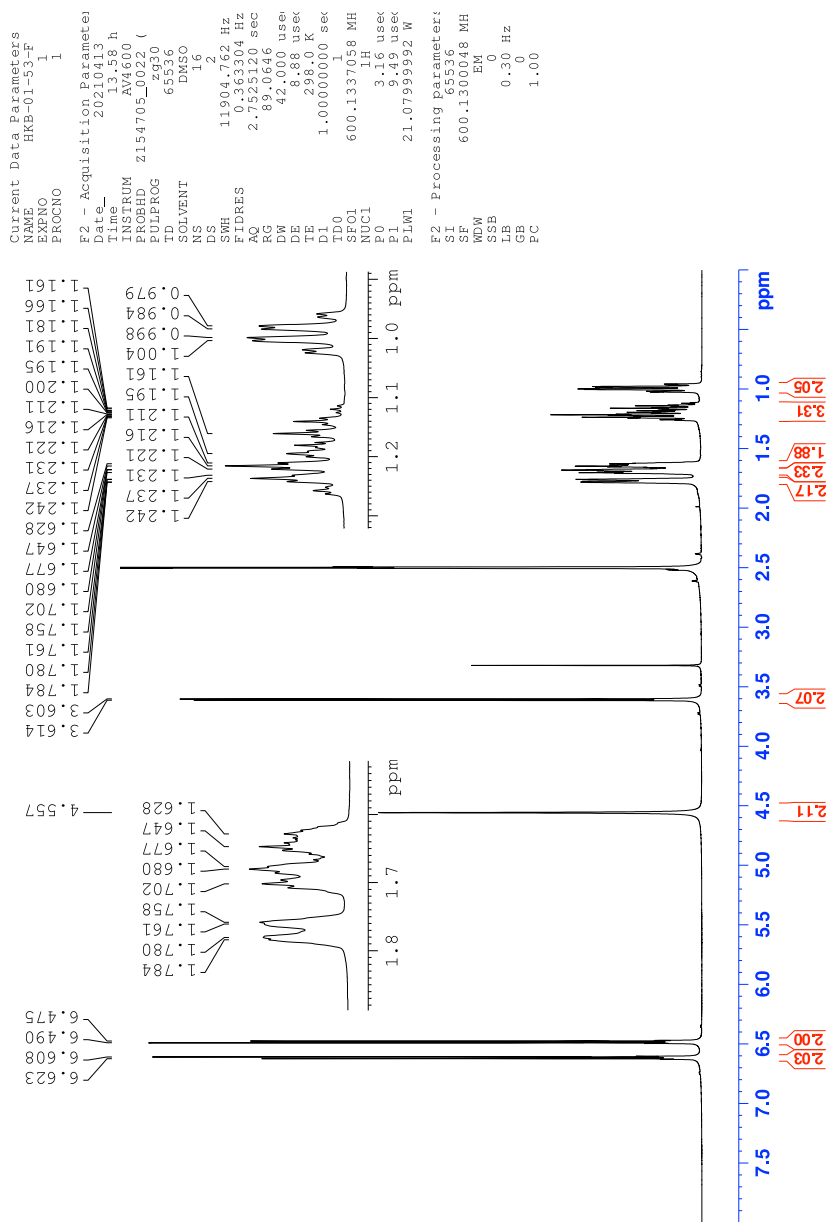 Current Data Parameters
NAME HKB-01-53-F
EXPNO 1
PROCNO 1
F2 - Acquisition Parameter
Date_ 20210413
Time 13.58 h
INSTRUM AV4600
PROBHD Z154705_0022 (
PULPROG zg30
TD 65536
SOLVENT DMSO
NS 16
DS 2
SWH 11904.762 Hz
FIDRES 0.363304 Hz
AQ 2.7525120 sec
RG 89.0646
DW 42.000 use
DE 8.88 use
TE 298.0 K
D1 1.00000000 sec
TD0 1
SFO1 600.1337058 MH
NUC1 1H
P0 3.16 use
P1 9.49 use
PLW1 21.07999992 W
F2 - Processing parameters
SI 65536
SF 600.1300048 MH
WDW EM
SSB 0
LB 0.30 Hz
GB 0
PC 1.00
6.623
6.608
6.490
6.475
4.557
3.614
3.603
1.784
1.780
1.761
1.758
1.702
1.680
1.677
1.647
1.628
1.242
1.237
1.231
1.221
1.216
1.211
1.200
1.195
1.191
1.181
1.166
1.161
1.784
1.780
1.761
1.758
1.702
1.680
1.677
1.647
1.628
1.8
1.7
ppm
1.242
1.237
1.231
1.221
1.216
1.211
1.195
1.161
1.004
0.998
0.984
0.979
1.2
1.1
1.0
ppm
7.5
7.0
6.5
6.0
5.5
5.0
4.5
4.0
3.5
3.0
2.5
2.0
1.5
1.0
ppm
2.03
2.00
2.11
2.07
2.17
2.33
1.88
3.31
2.05